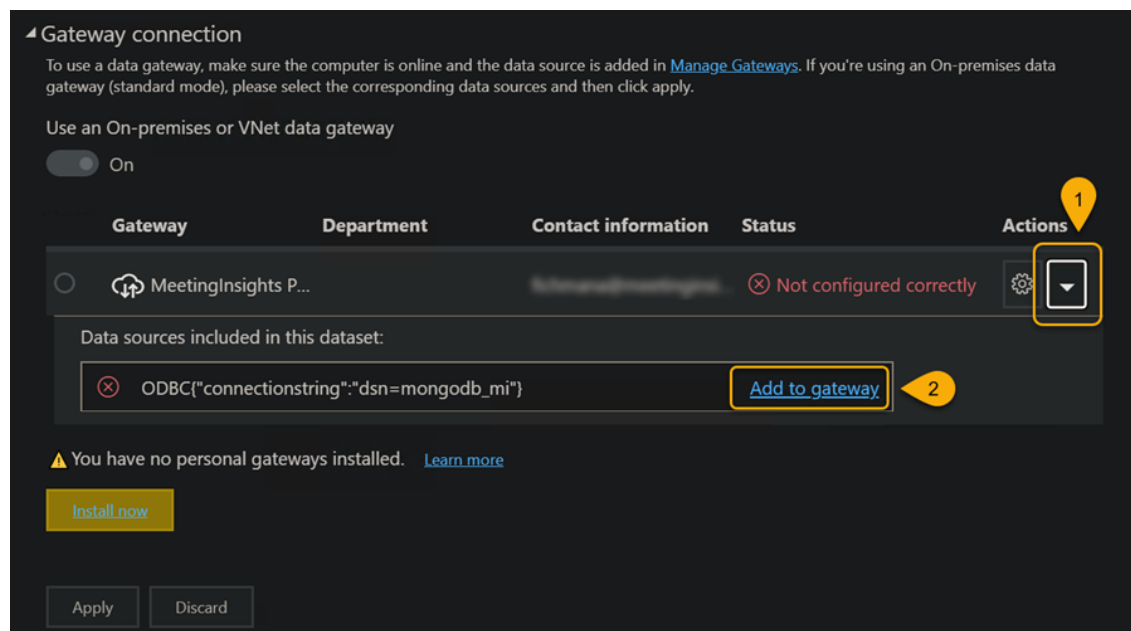 Gateway connection
To use a data gateway, make sure the computer is online and the data source is added in Manage Gateways. If you're using an On-premises data
gateway (standard mode), please select the corresponding data sources and then click apply.
Use an On-premises or VNet data gateway
On
1
Gateway Department Contact information Status Actions
MeetingInsights P... Not configured correctly
Data sources included in this dataset:
ODBC{"connectionstring":"dsn=mongodb_mi"} Add to gateway 2
You have no personal gateways installed. Learn more
Install now
Apply Discard